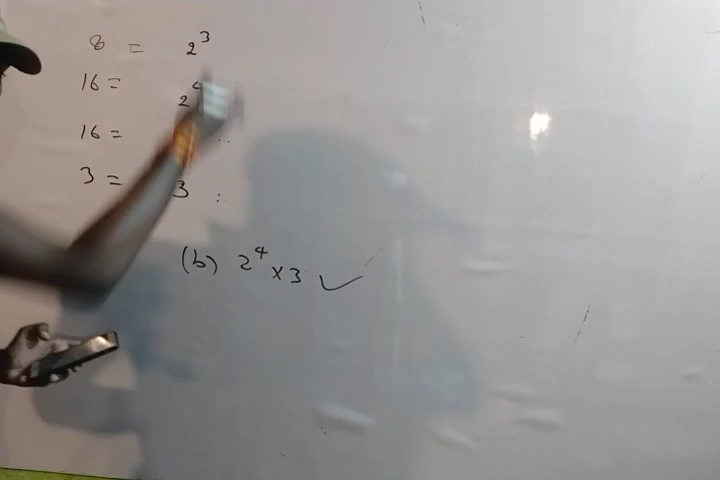 8 = 2³
16 = 2⁴
16 =
3 = 3 :
(b) 2⁴ × 3 ✓